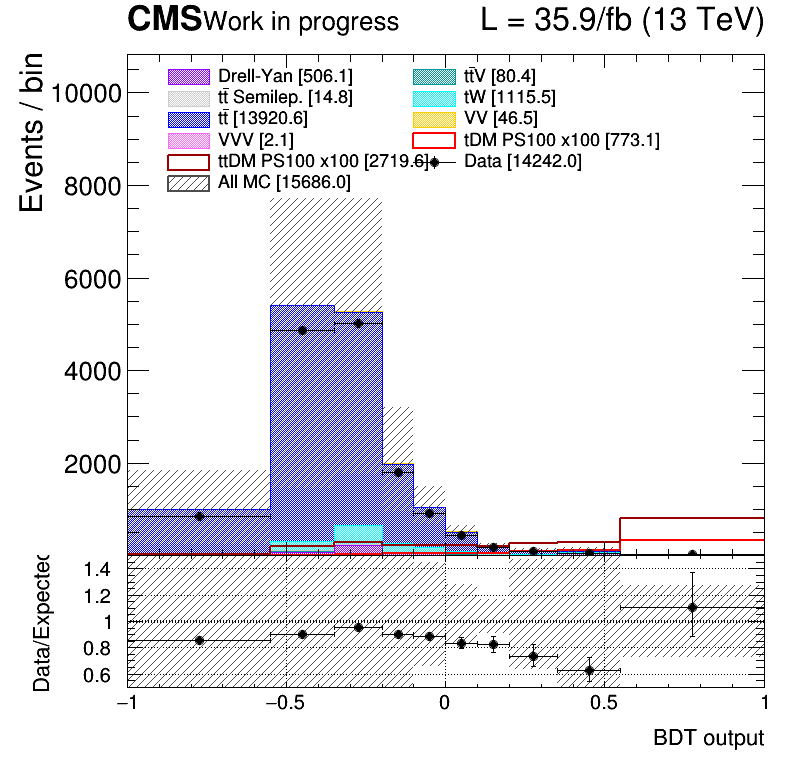 CMS Work in progress L = 35.9/fb (13 TeV)
Events / bin
Drell-Yan [506.1] tt̄V [80.4]
tt̄ Semilep. [14.8] tW [1115.5]
tt̄ [13920.6] VV [46.5]
VVV [2.1] tDM PS100 x100 [773.1]
ttDM PS100 x100 [2719.6] Data [14242.0]
All MC [15686.0]
10000
8000
6000
4000
2000
Data/Expected
1.4
1.2
1
0.8
0.6
−1 −0.5 0 0.5 1
BDT output